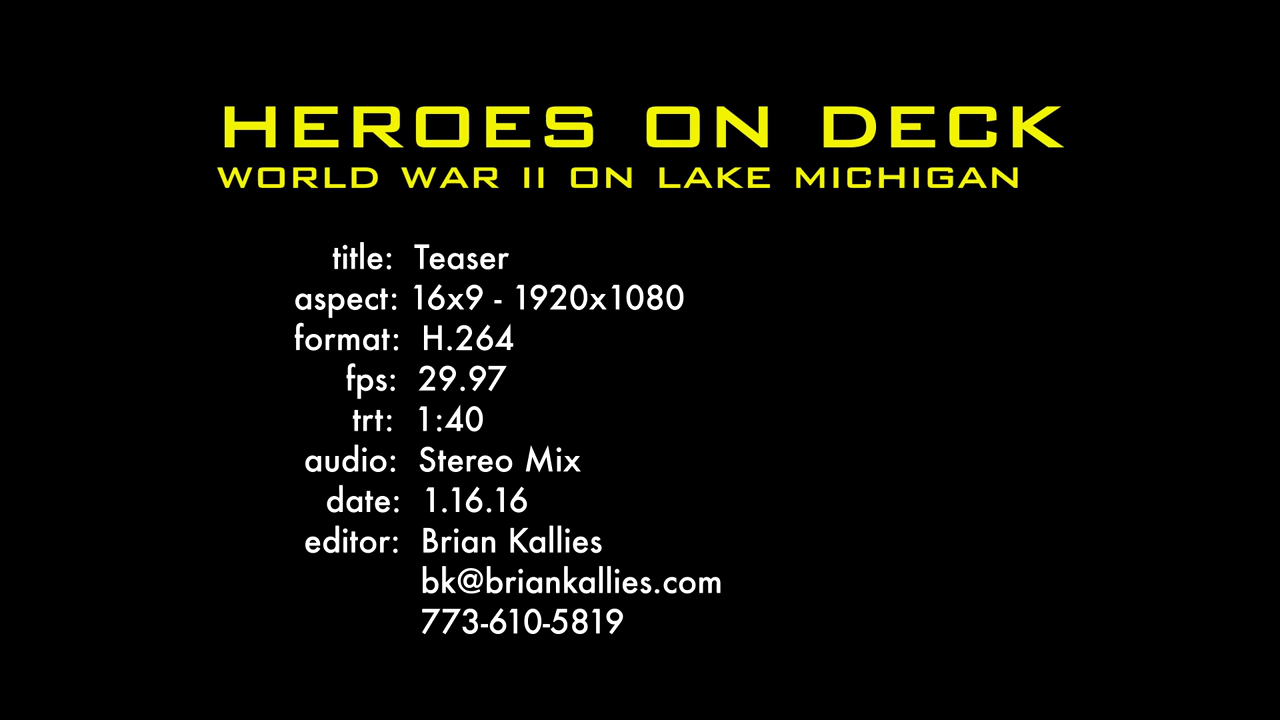 HEROES ON DECK
WORLD WAR II ON LAKE MICHIGAN
title: Teaser
aspect: 16x9 - 1920x1080
format: H.264
fps: 29.97
trt: 1:40
audio: Stereo Mix
date: 1.16.16
editor: Brian Kallies
bk@briankallies.com
773-610-5819